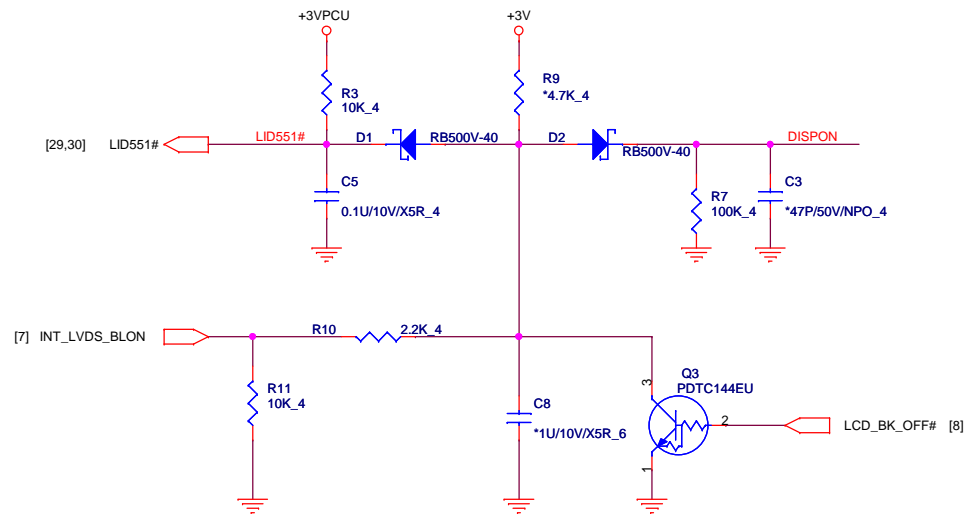 +3VPCU
+3V
R3
10K_4
R9
*4.7K_4
[29,30] LID551#
LID551#
D1
RB500V-40
D2
RB500V-40
DISPON
C5
0.1U/10V/X5R_4
R7
100K_4
C3
*47P/50V/NPO_4
[7] INT_LVDS_BLON
R10
2.2K_4
R11
10K_4
C8
*1U/10V/X5R_6
Q3
PDTC144EU
3
2
1
LCD_BK_OFF# [8]